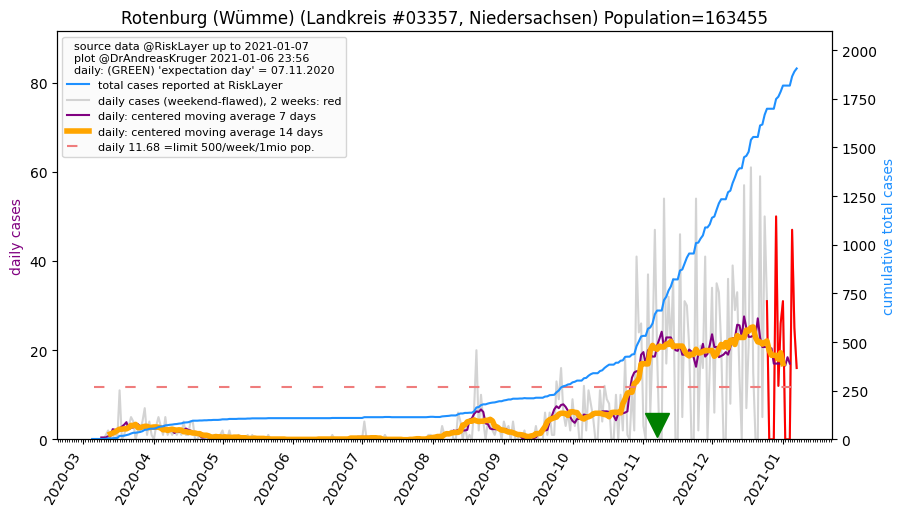 Rotenburg (Wümme) (Landkreis #03357, Niedersachsen) Population=163455
source data @RiskLayer up to 2021-01-07
plot @DrAndreasKruger 2021-01-06 23:56
daily: (GREEN) 'expectation day' = 07.11.2020
total cases reported at RiskLayer
daily cases (weekend-flawed), 2 weeks: red
daily: centered moving average 7 days
daily: centered moving average 14 days
daily 11.68 =limit 500/week/1mio pop.
daily cases
80
60
40
20
0
cumulative total cases
2000
1750
1500
1250
1000
750
500
250
0
2020-03
2020-04
2020-05
2020-06
2020-07
2020-08
2020-09
2020-10
2020-11
2020-12
2021-01